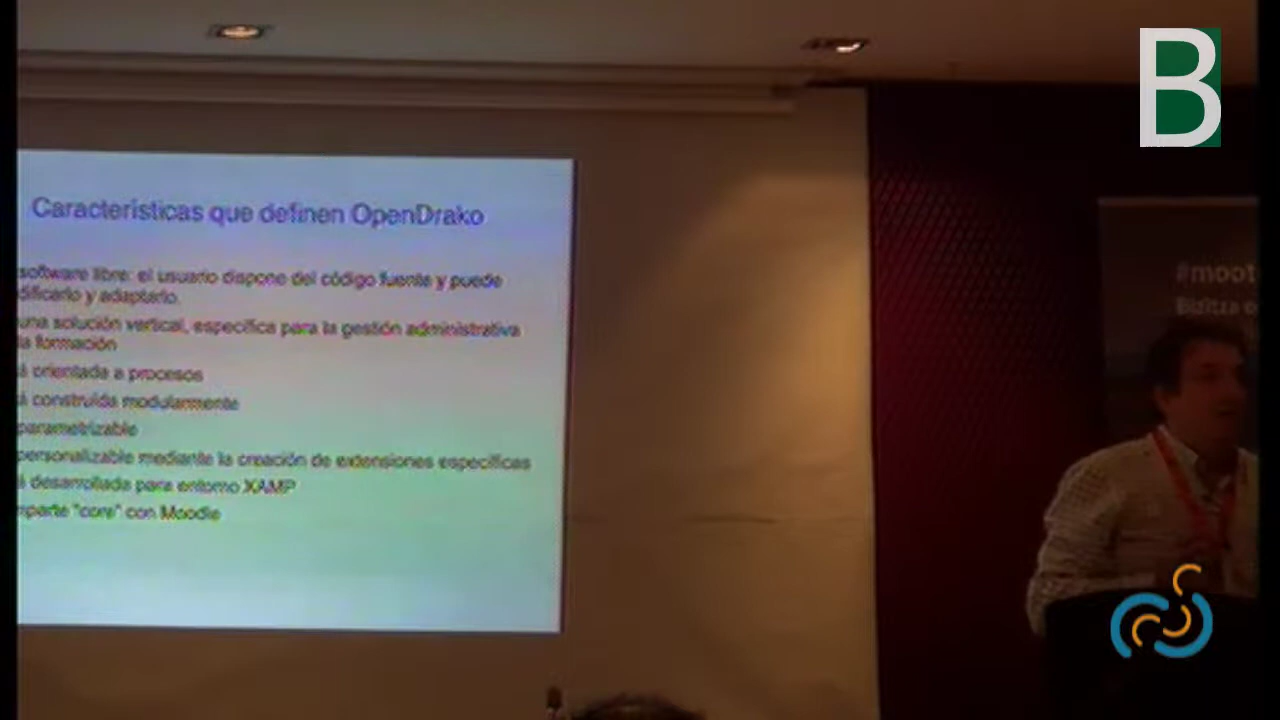 B
Características que definen OpenDrako
software libre: el usuario dispone del código fuente y puede
dificarlo y adaptarlo.
una solución vertical, específica para la gestión administrativa
la formación
á orientada a procesos
á construída modularmente
parametrizable
personalizable mediante la creación de extensiones específicas
á desarrollada para entorno XAMP
mparte "core" con Moodle
#moot
Bizitza